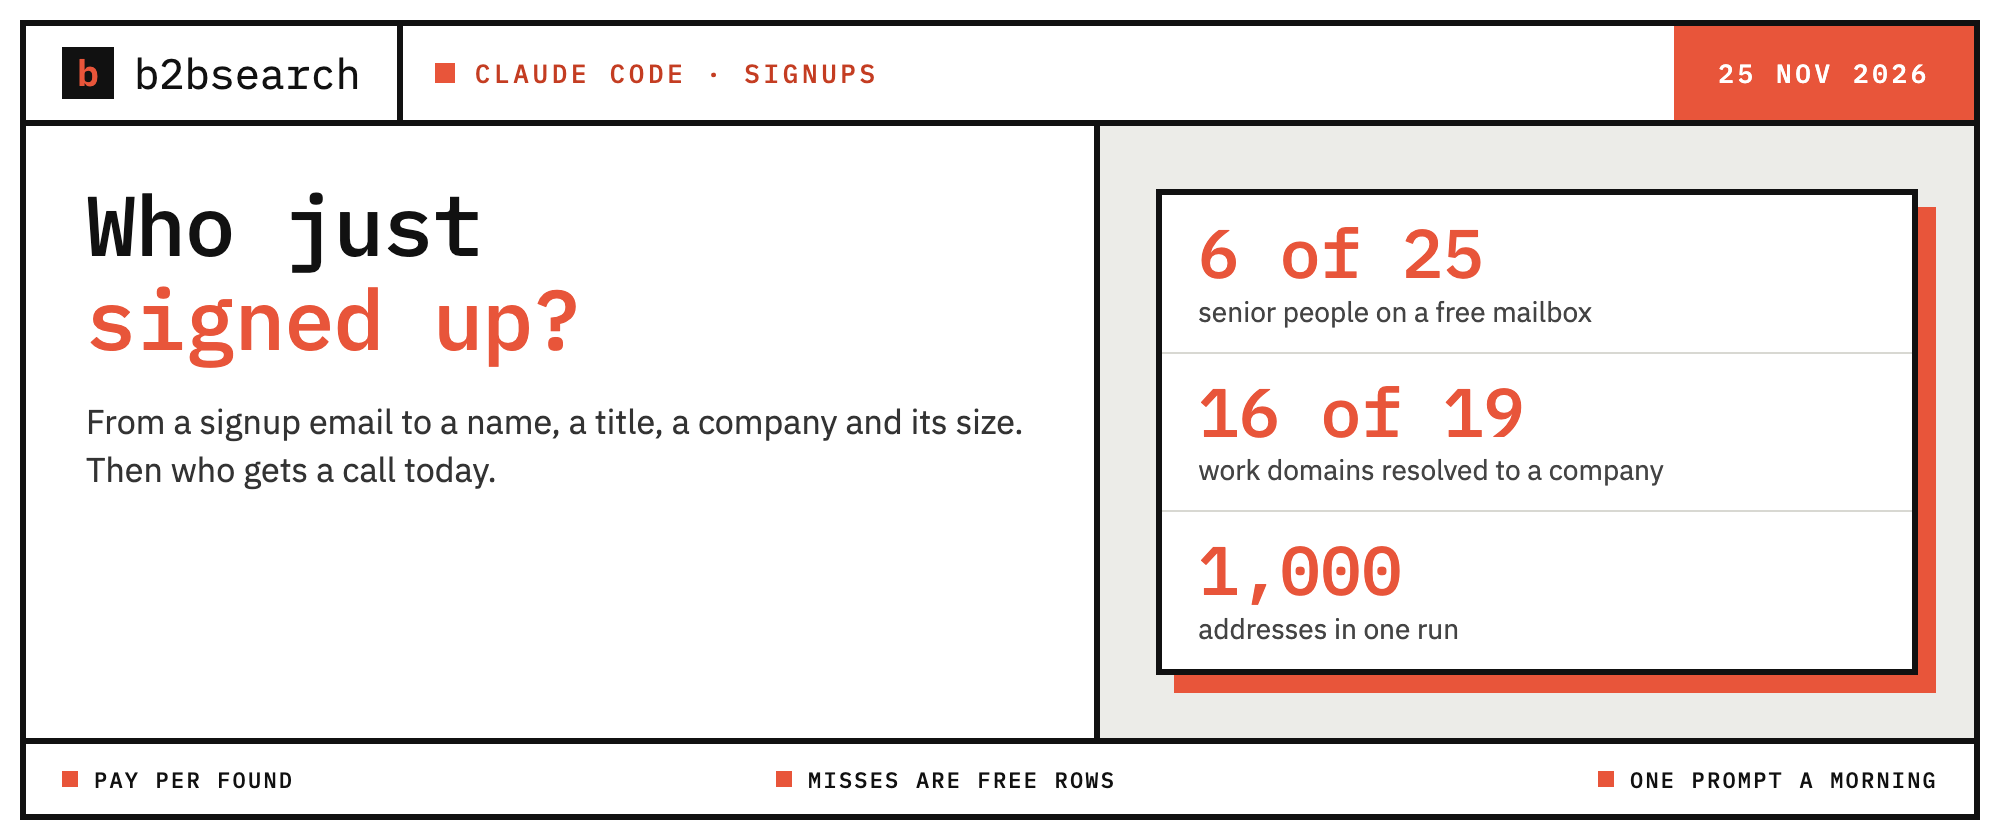 b b2bsearch
CLAUDE CODE · SIGNUPS
25 NOV 2026
Who just
signed up?
From a signup email to a name, a title, a company and its size.
Then who gets a call today.
6 of 25
senior people on a free mailbox
16 of 19
work domains resolved to a company
1,000
addresses in one run
PAY PER FOUND
MISSES ARE FREE ROWS
ONE PROMPT A MORNING